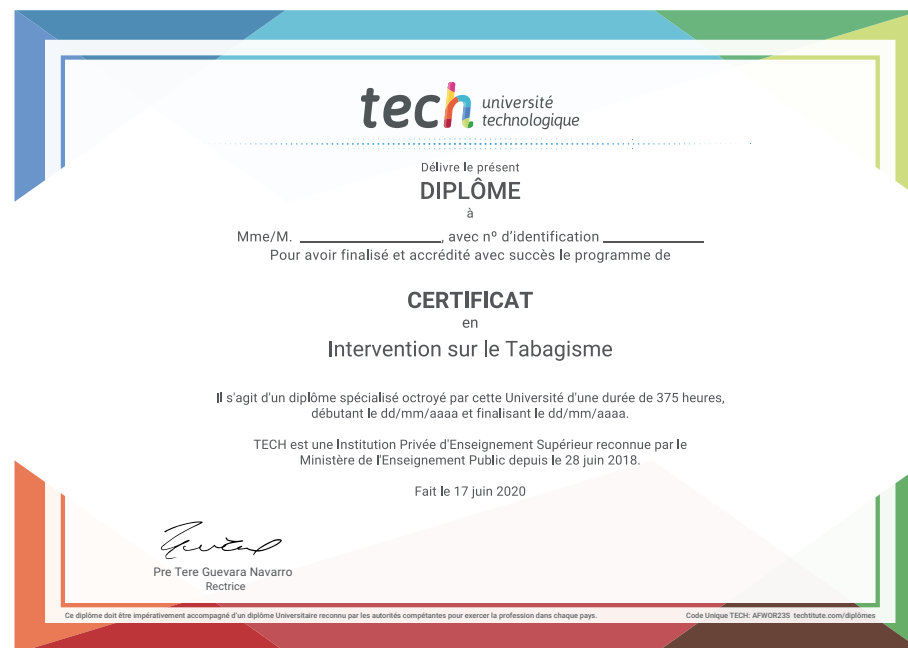 tech université
technologique
Délivre le présent
DIPLÔME
à
Mme/M. ____________________, avec nº d'identification ______________
Pour avoir finalisé et accrédité avec succès le programme de
CERTIFICAT
en
Intervention sur le Tabagisme
Il s'agit d'un diplôme spécialisé octroyé par cette Université d'une durée de 375 heures,
débutant le dd/mm/aaaa et finalisant le dd/mm/aaaa.
TECH est une Institution Privée d'Enseignement Supérieur reconnue par le
Ministère de l'Enseignement Public depuis le 28 juin 2018.
Fait le 17 juin 2020
Pre Tere Guevara Navarro
Rectrice
Ce diplôme doit être impérativement accompagné d'un diplôme Universitaire reconnu par les autorités compétentes pour exercer la profession dans chaque pays.
Code Unique TECH: AFWOR23S techtitute.com/diplômes